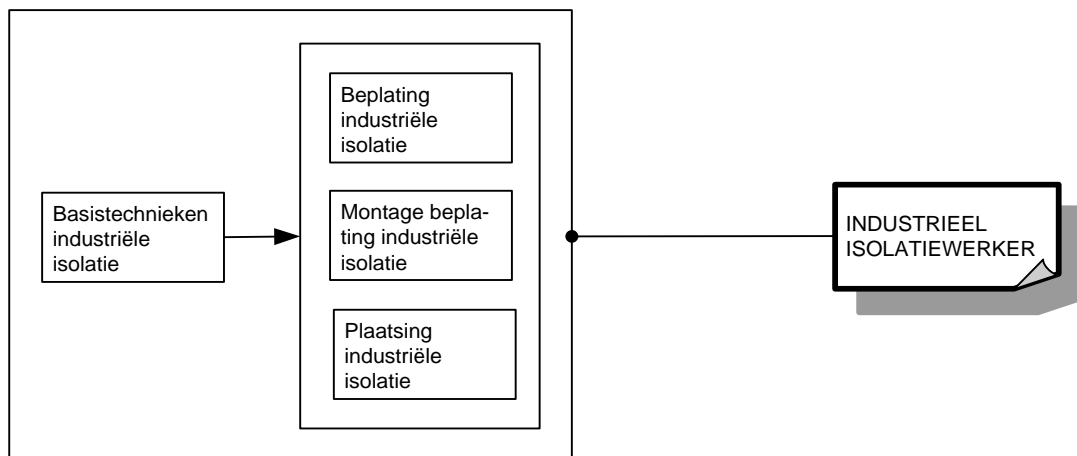 Basistechnieken
industriële
isolatie
Beplating
industriële
isolatie
Montage bepla-
ting industriële
isolatie
Plaatsing
industriële
isolatie
INDUSTRIEEL
ISOLATIEWERKER